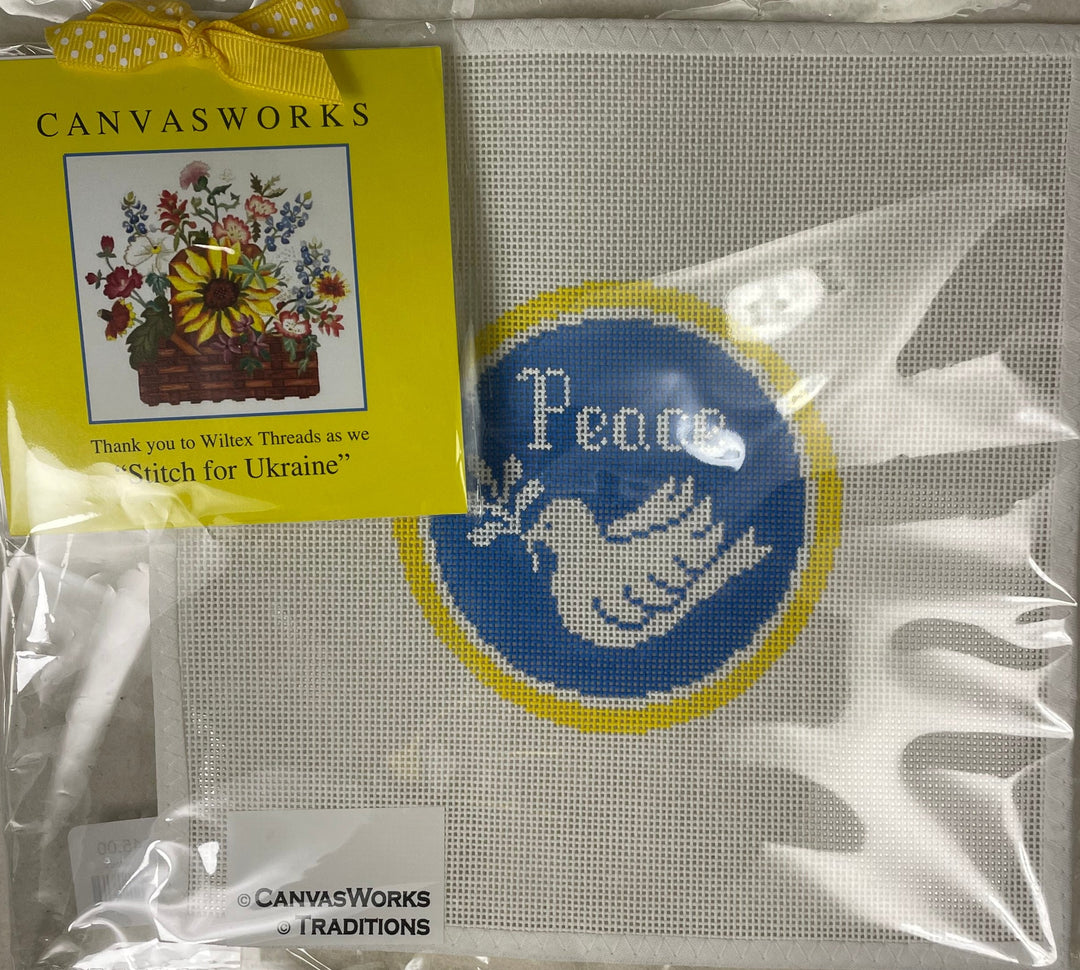 CANVASWORKS
Thank you to Wiltex Threads as we
“Stitch for Ukraine”
Peace
© CANVASWORKS
© TRADITIONS